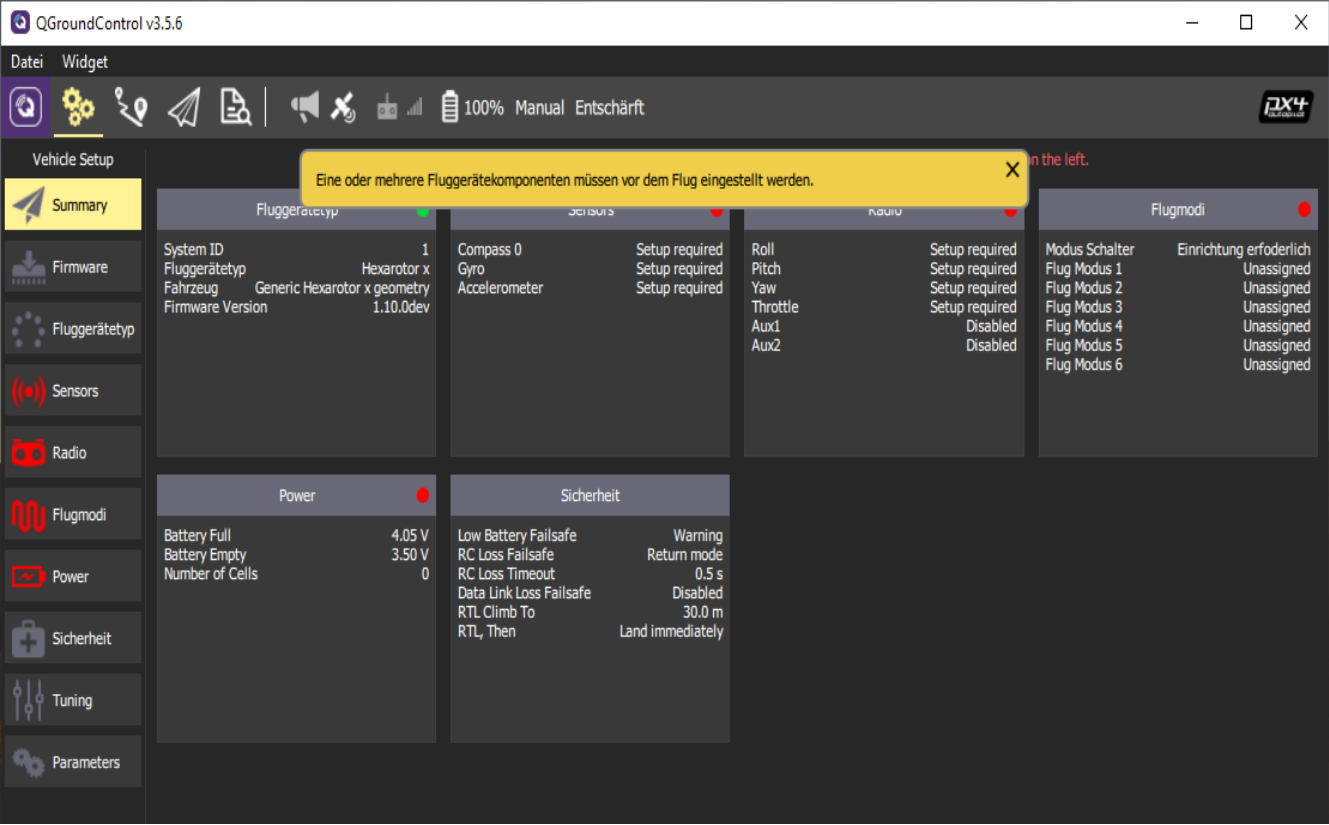 QGroundControl v3.5.6
Datei Widget
100% Manual Entschärft
px4
autopilot
Vehicle Setup
n the left.
Eine oder mehrere Fluggerätekomponenten müssen vor dem Flug eingestellt werden.
X
Summary
Firmware
Fluggerätetyp
Sensors
Radio
Flugmodi
Power
Sicherheit
Tuning
Parameters
Fluggerätetyp
System ID 1
Fluggerätetyp Hexarotor x
Fahrzeug Generic Hexarotor x geometry
Firmware Version 1.10.0dev
Sensors
Compass 0 Setup required
Gyro Setup required
Accelerometer Setup required
Radio
Roll Setup required
Pitch Setup required
Yaw Setup required
Throttle Setup required
Aux1 Disabled
Aux2 Disabled
Flugmodi
Modus Schalter Einrichtung erfoderlich
Flug Modus 1 Unassigned
Flug Modus 2 Unassigned
Flug Modus 3 Unassigned
Flug Modus 4 Unassigned
Flug Modus 5 Unassigned
Flug Modus 6 Unassigned
Power
Battery Full 4.05 V
Battery Empty 3.50 V
Number of Cells 0
Sicherheit
Low Battery Failsafe Warning
RC Loss Failsafe Return mode
RC Loss Timeout 0.5 s
Data Link Loss Failsafe Disabled
RTL Climb To 30.0 m
RTL, Then Land immediately